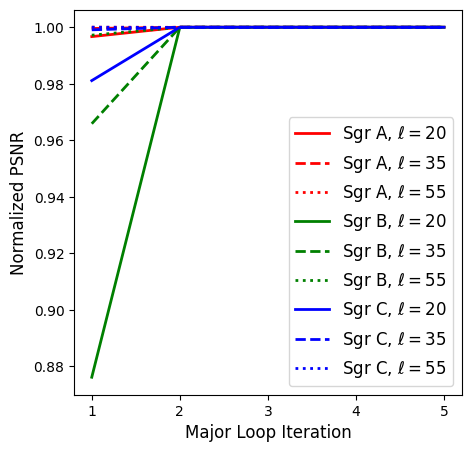 1.00
0.98
0.96
0.94
0.92
0.90
0.88
Normalized PSNR
Sgr A, ℓ = 20
Sgr A, ℓ = 35
Sgr A, ℓ = 55
Sgr B, ℓ = 20
Sgr B, ℓ = 35
Sgr B, ℓ = 55
Sgr C, ℓ = 20
Sgr C, ℓ = 35
Sgr C, ℓ = 55
1 2 3 4 5
Major Loop Iteration